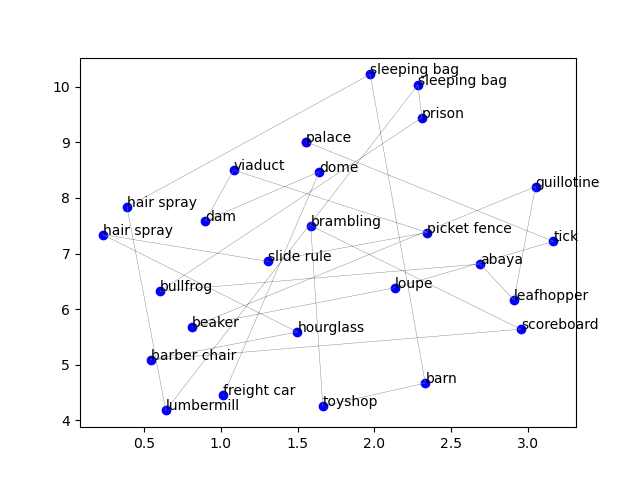 sleeping bag
sleeping bag
10
prison
9
palace
viaduct
dome
guillotine
8
hair spray
dam
brambling
picket fence
hair spray
tick
7
slide rule
abaya
bullfrog
loupe
leafhopper
6
beaker
hourglass
scoreboard
barber chair
5
barn
freight car
lumbermill
toyshop
4
0.5
1.0
1.5
2.0
2.5
3.0